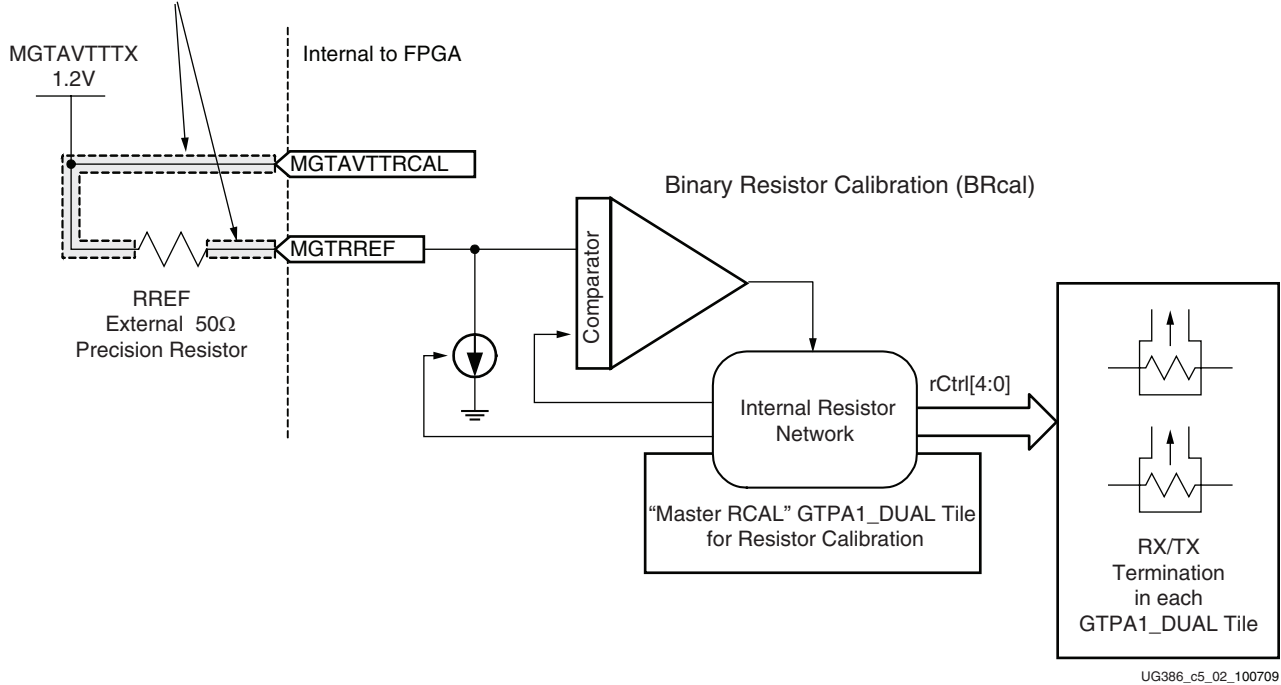 MGTAVTTTX
1.2V
Internal to FPGA
MGTAVTTRCAL
Binary Resistor Calibration (BRcal)
MGTRREF
Comparator
RREF
External 50Ω
Precision Resistor
rCtrl[4:0]
Internal Resistor
Network
“Master RCAL” GTPA1_DUAL Tile
for Resistor Calibration
RX/TX
Termination
in each
GTPA1_DUAL Tile
UG386_c5_02_100709